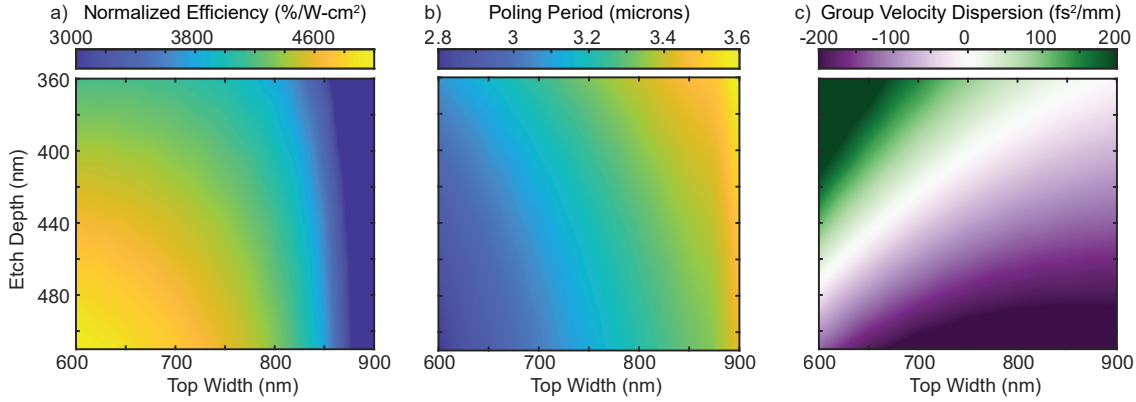 a) Normalized Efficiency (%/W-cm²)
3000 3800 4600
360
400
440
480
Etch Depth (nm)
600 700 800 900
Top Width (nm)
b) Poling Period (microns)
2.8 3 3.2 3.4 3.6
600 700 800 900
Top Width (nm)
c) Group Velocity Dispersion (fs²/mm)
-200 -100 0 100 200
600 700 800 900
Top Width (nm)